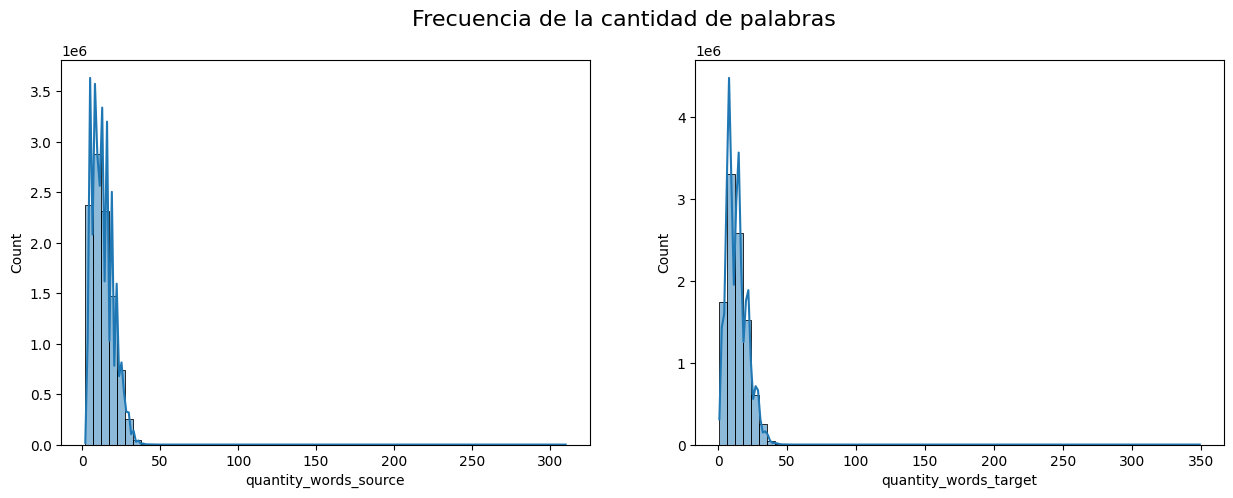 Frecuencia de la cantidad de palabras
1e6
3.5
3.0
2.5
2.0
1.5
1.0
0.5
0.0
Count
0 50 100 150 200 250 300
quantity_words_source
1e6
4
3
2
1
0
Count
0 50 100 150 200 250 300 350
quantity_words_target